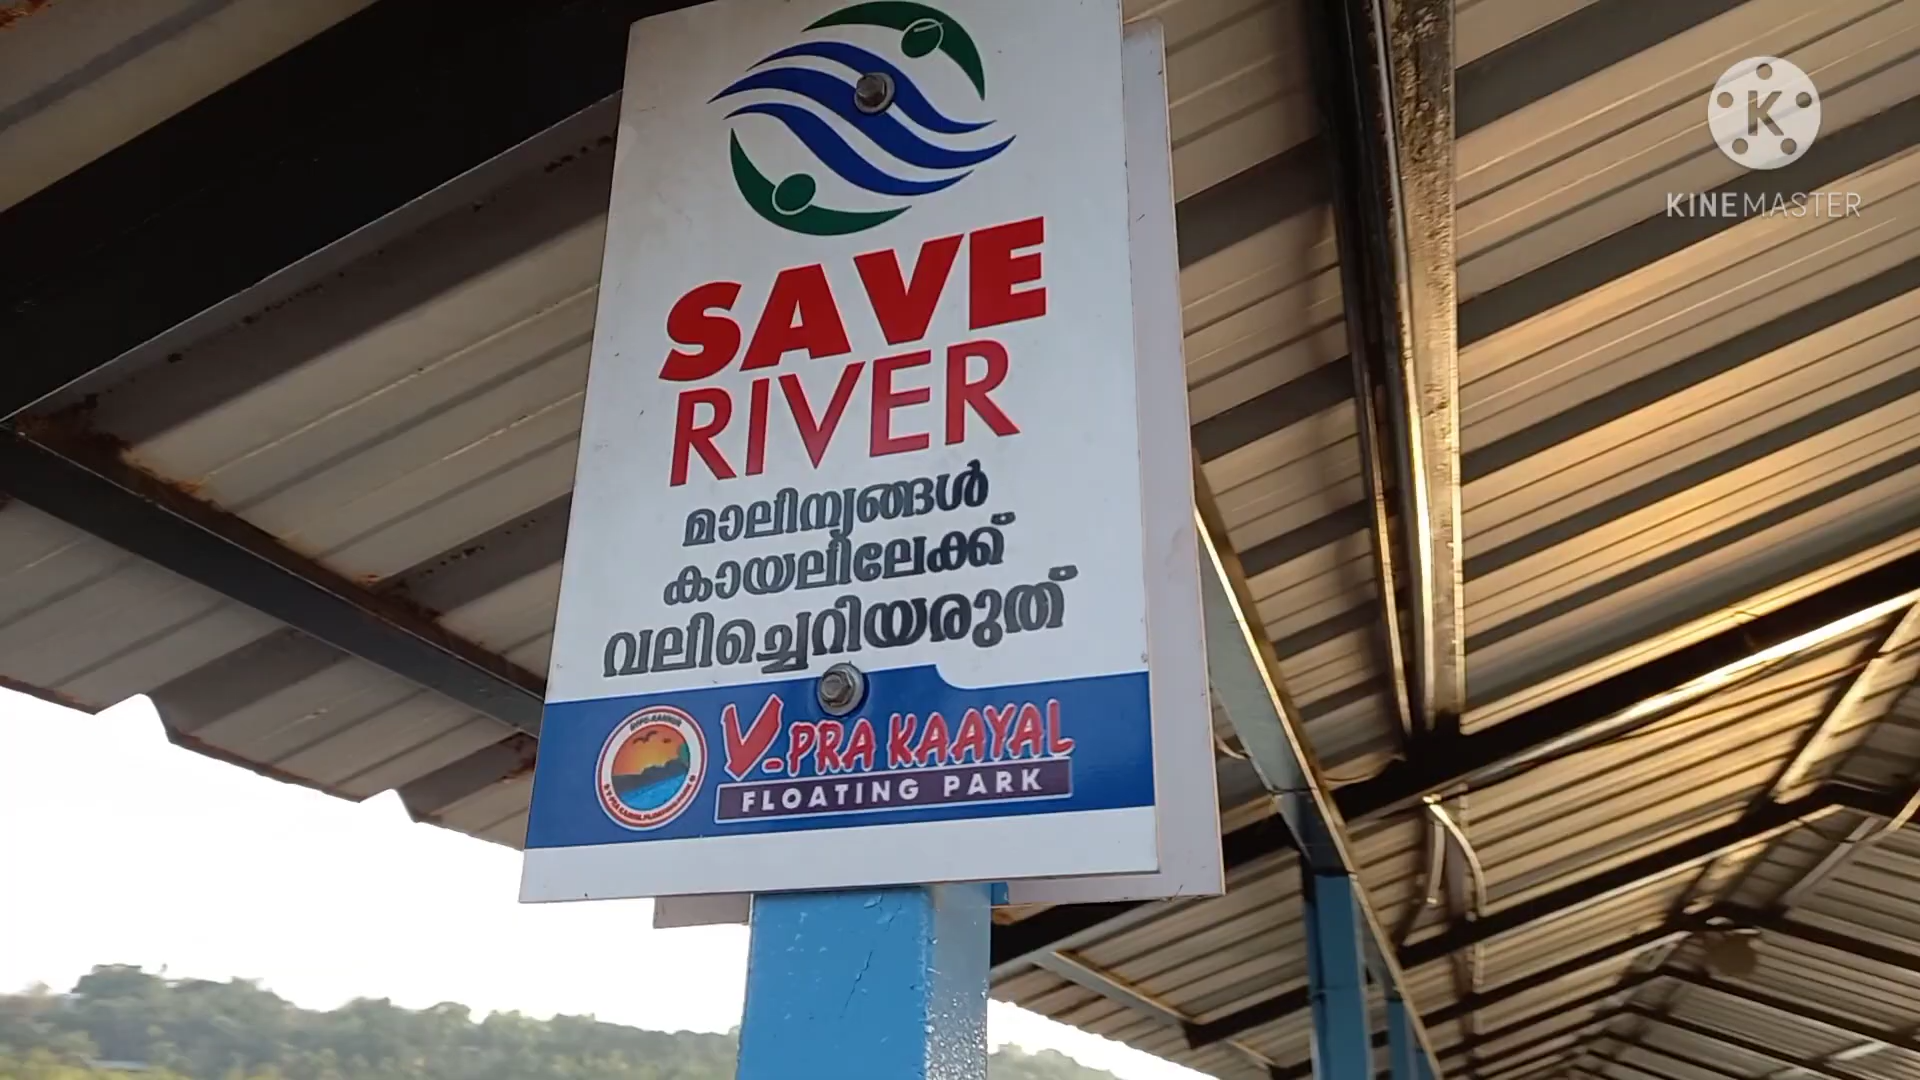 SAVE
RIVER
മാലിന്യങ്ങൾ
കായലിലേക്ക്
വലിച്ചെറിയരുത്
V-PRA KAAYAL
FLOATING PARK
K
KINEMASTER